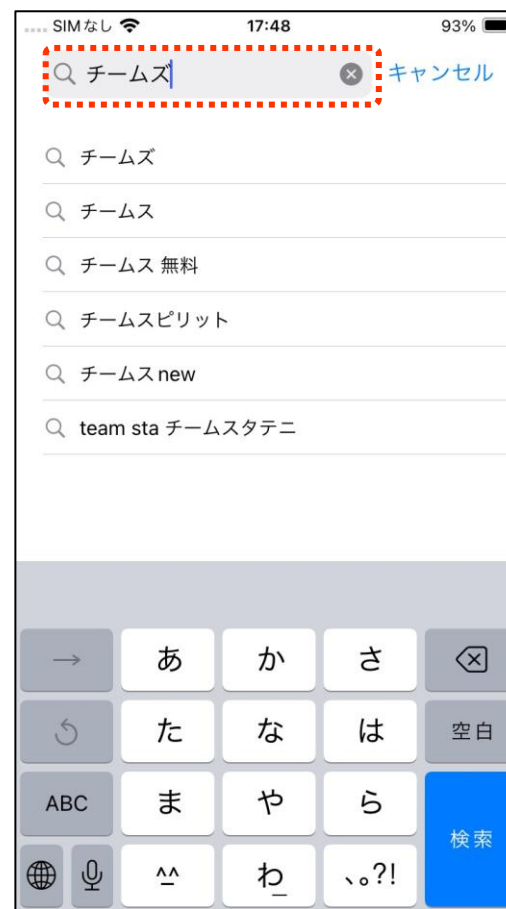 SIMなし 17:48 93%
チームズ キャンセル
チームズ
チームス
チームス 無料
チームスピリット
チームス new
team sta チームスタテニ
→ あ か さ
た な は 空白
ABC ま や ら
検索
^^ わ_ 、。?!